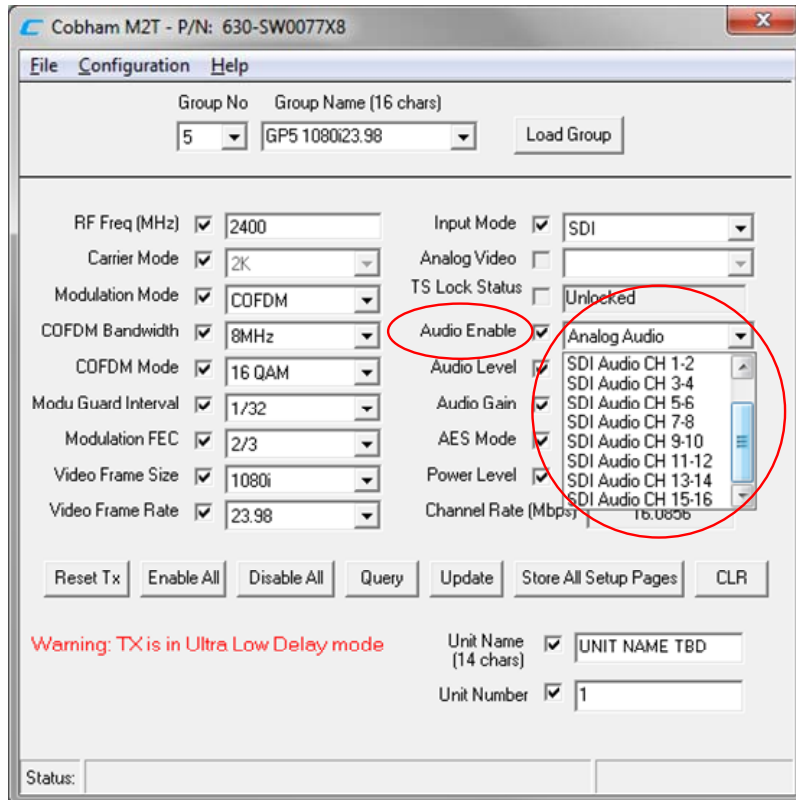 Cobham M2T - P/N: 630-SW0077X8
File Configuration Help
Group No Group Name (16 chars)
5 GP5 1080i23.98 Load Group
RF Freq (MHz) 2400 Input Mode SDI
Carrier Mode 2K Analog Video
Modulation Mode COFDM TS Lock Status Unlocked
COFDM Bandwidth 8MHz Audio Enable Analog Audio
COFDM Mode 16 QAM Audio Level SDI Audio CH 1-2
SDI Audio CH 3-4
Modu Guard Interval 1/32 Audio Gain SDI Audio CH 5-6
SDI Audio CH 7-8
Modulation FEC 2/3 AES Mode SDI Audio CH 9-10
SDI Audio CH 11-12
Video Frame Size 1080i Power Level SDI Audio CH 13-14
SDI Audio CH 15-16
Video Frame Rate 23.98 Channel Rate (Mbps) 16.0856
Reset Tx Enable All Disable All Query Update Store All Setup Pages CLR
Warning: TX is in Ultra Low Delay mode
Unit Name (14 chars) UNIT NAME TBD
Unit Number 1
Status: